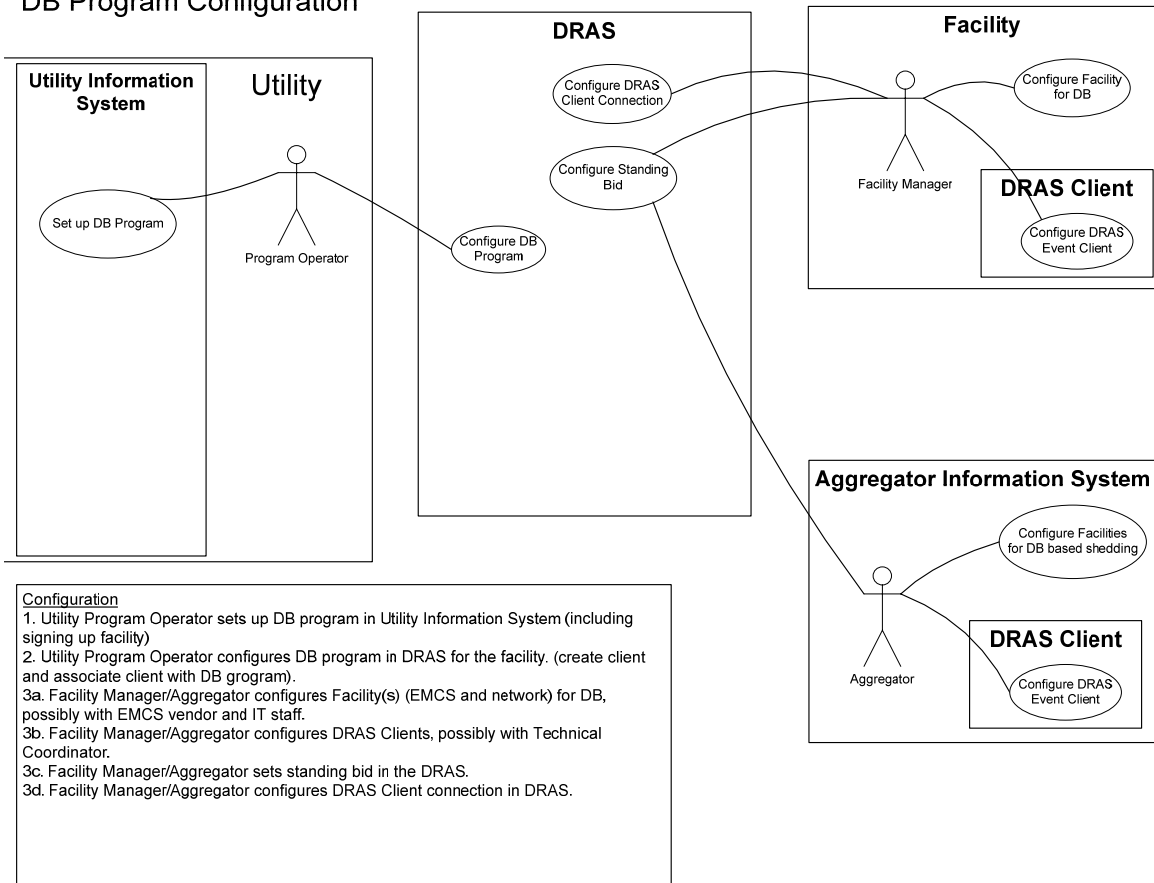 DB Program Configuration
Utility Information
System
Utility
Set up DB Program
Program Operator
DRAS
Configure DRAS
Client Connection
Configure Standing
Bid
Configure DB
Program
Facility
Configure Facility
for DB
Facility Manager
DRAS Client
Configure DRAS
Event Client
Aggregator Information System
Configure Facilities
for DB based shedding
Aggregator
DRAS Client
Configure DRAS
Event Client
Configuration
1. Utility Program Operator sets up DB program in Utility Information System (including
signing up facility)
2. Utility Program Operator configures DB program in DRAS for the facility. (create client
and associate client with DB grogram).
3a. Facility Manager/Aggregator configures Facility(s) (EMCS and network) for DB,
possibly with EMCS vendor and IT staff.
3b. Facility Manager/Aggregator configures DRAS Clients, possibly with Technical
Coordinator.
3c. Facility Manager/Aggregator sets standing bid in the DRAS.
3d. Facility Manager/Aggregator configures DRAS Client connection in DRAS.